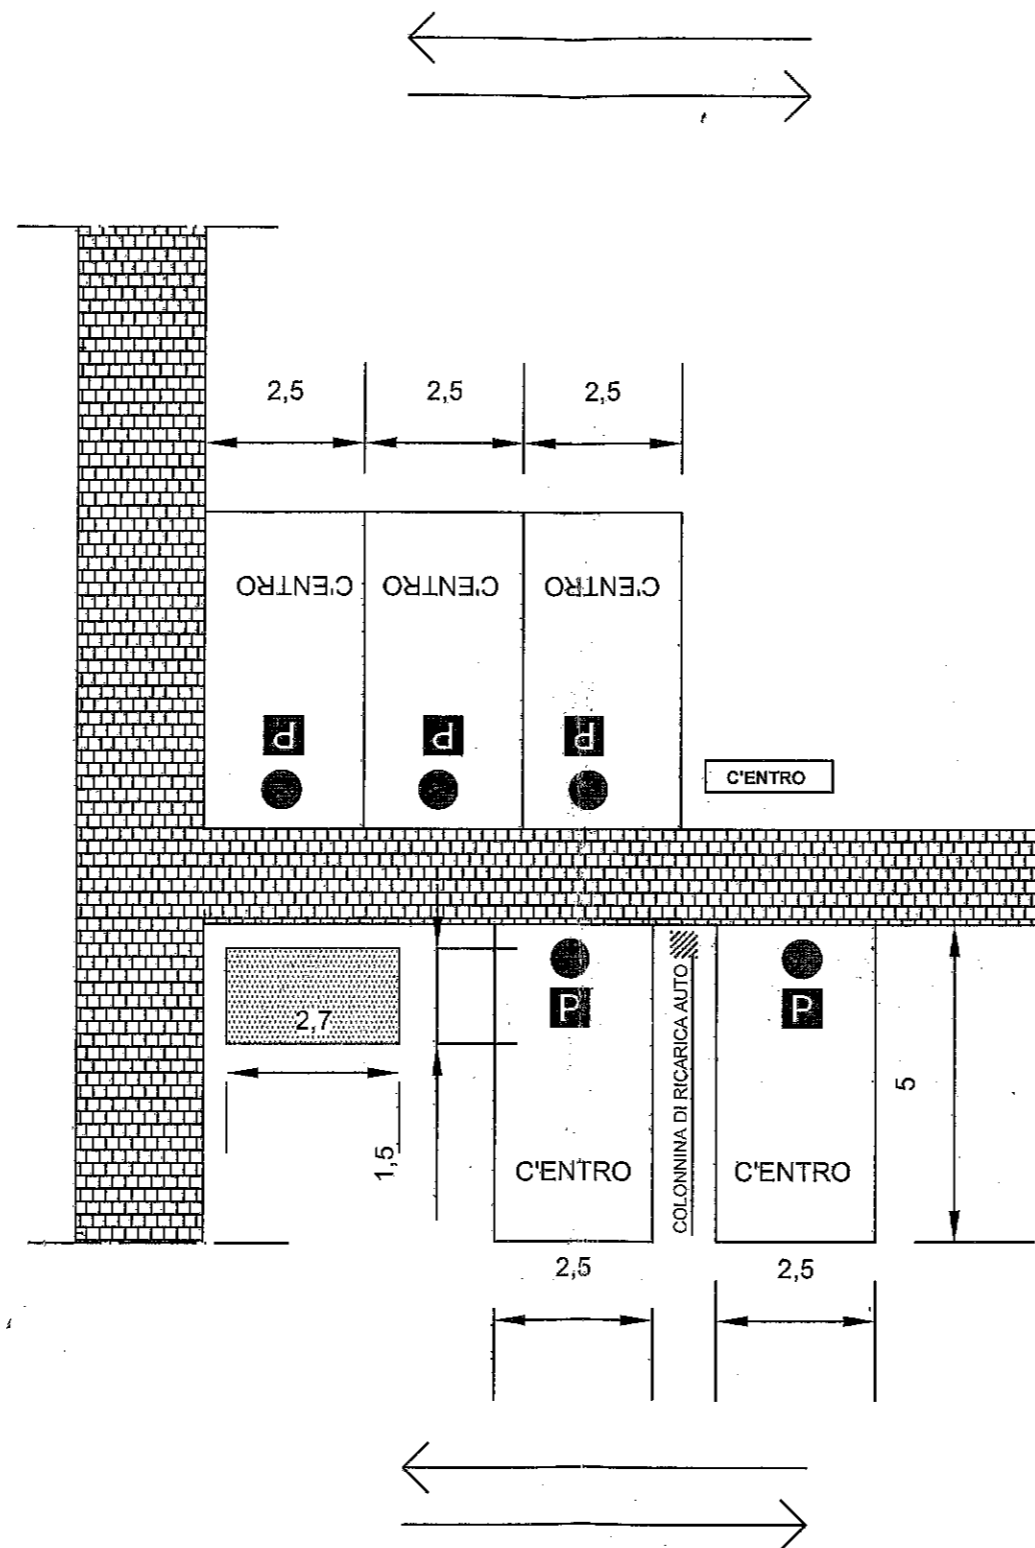 2,5 2,5 2,5
C'ENTRO C'ENTRO C'ENTRO
P P P
C'ENTRO
P P
2,7
1,5
COLONNINA DI RICARICA AUTO
5
C'ENTRO C'ENTRO
2,5 2,5